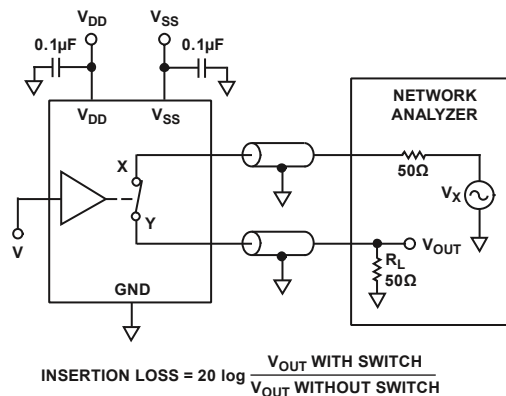 VDD
VSS
0.1µF
0.1µF
VDD
VSS
NETWORK
ANALYZER
X
50Ω
VX
Y
V
VOUT
RL
50Ω
GND
INSERTION LOSS = 20 log VOUT WITH SWITCH
VOUT WITHOUT SWITCH